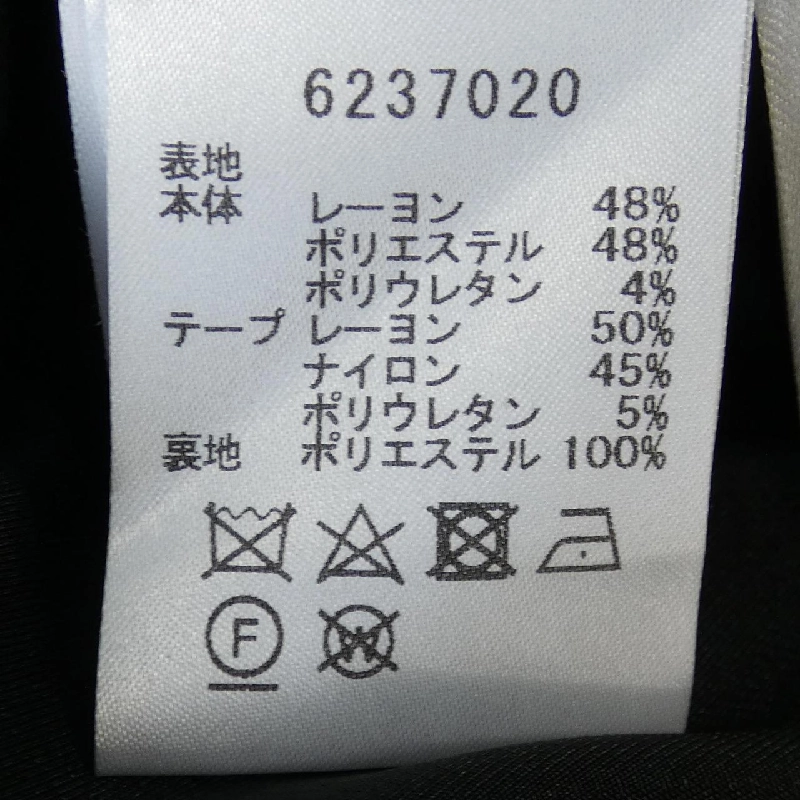 6237020
表地
本体 レーヨン 48%
ポリエステル 48%
ポリウレタン 4%
テープ レーヨン 50%
ナイロン 45%
ポリウレタン 5%
裏地 ポリエステル 100%
F
W